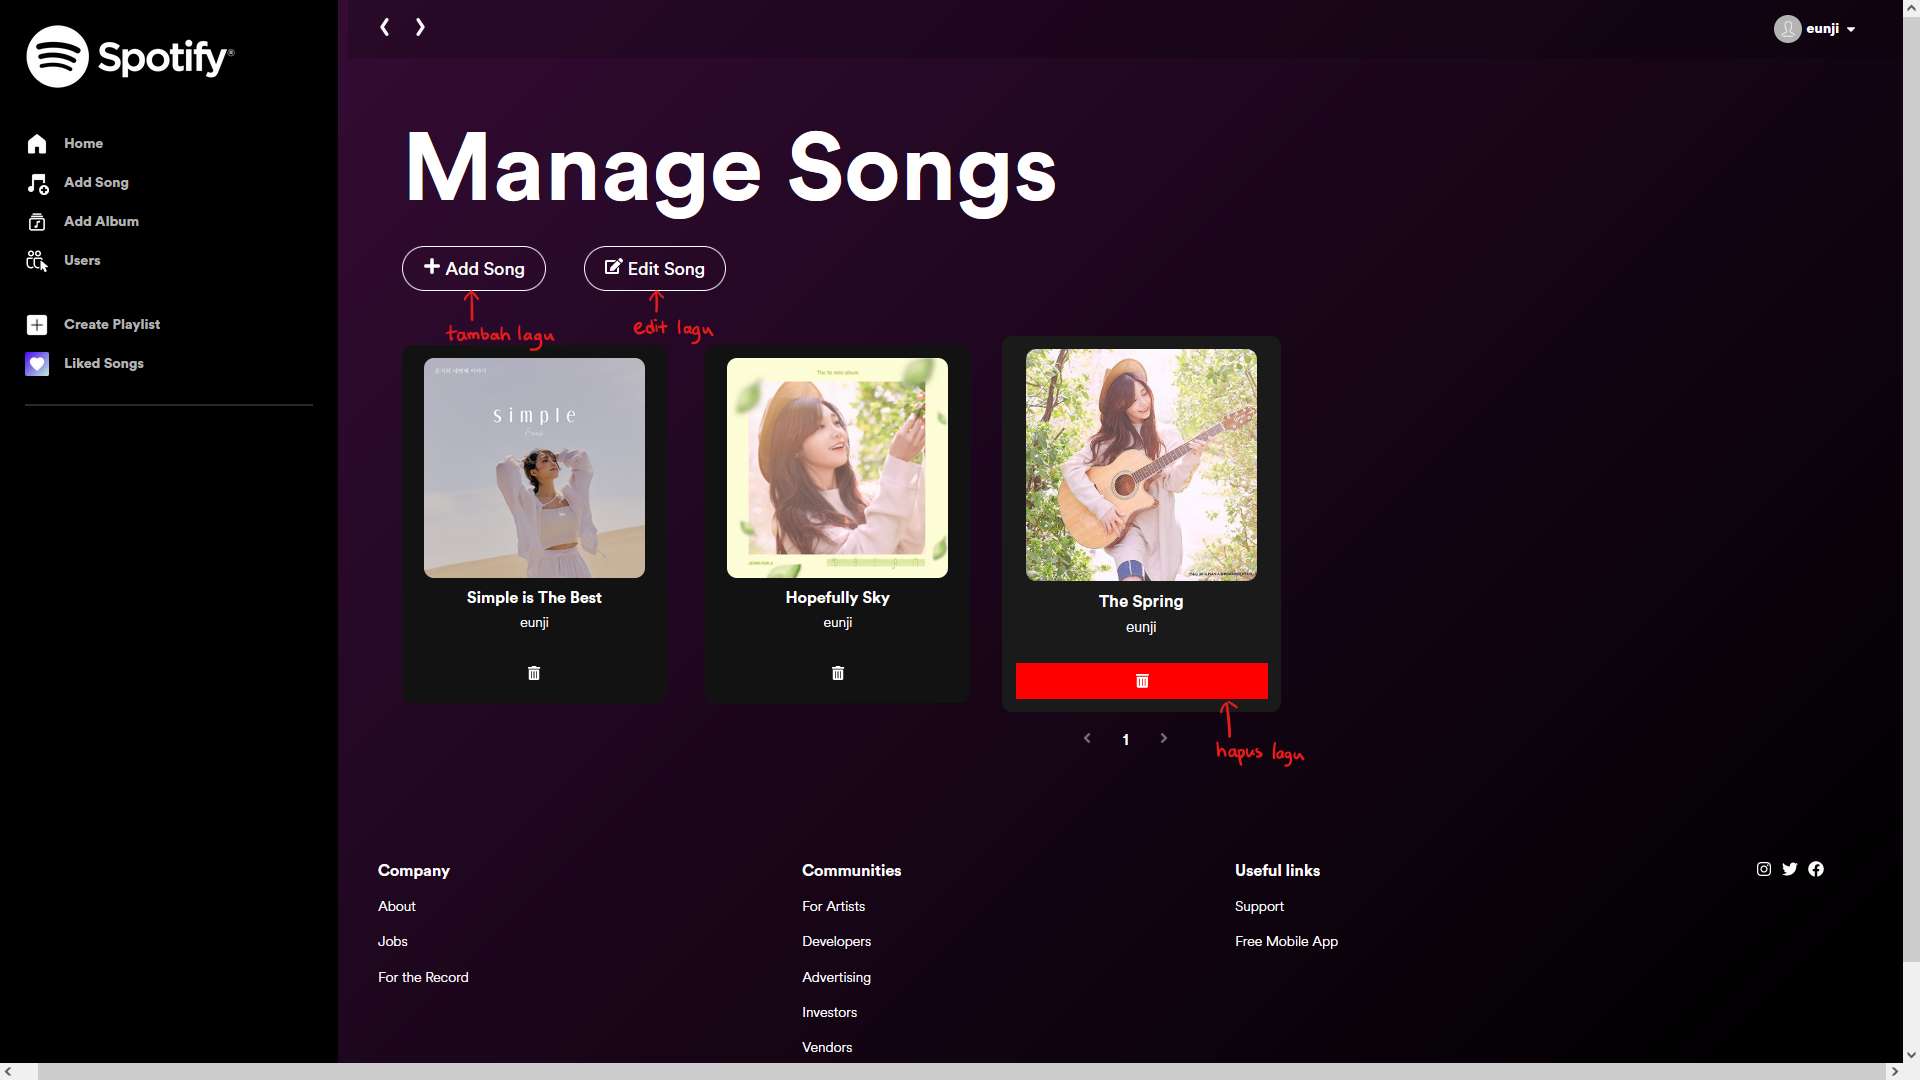 Spotify®
eunji
Home
Add Song
Add Album
Users
Create Playlist
Liked Songs
Manage Songs
Add Song
Edit Song
tambah lagu
edit lagu
simple
Eunji
Simple is The Best
eunji
Hopefully Sky
eunji
The Spring
eunji
1
hapus lagu
Company
About
Jobs
For the Record
Communities
For Artists
Developers
Advertising
Investors
Vendors
Useful links
Support
Free Mobile App